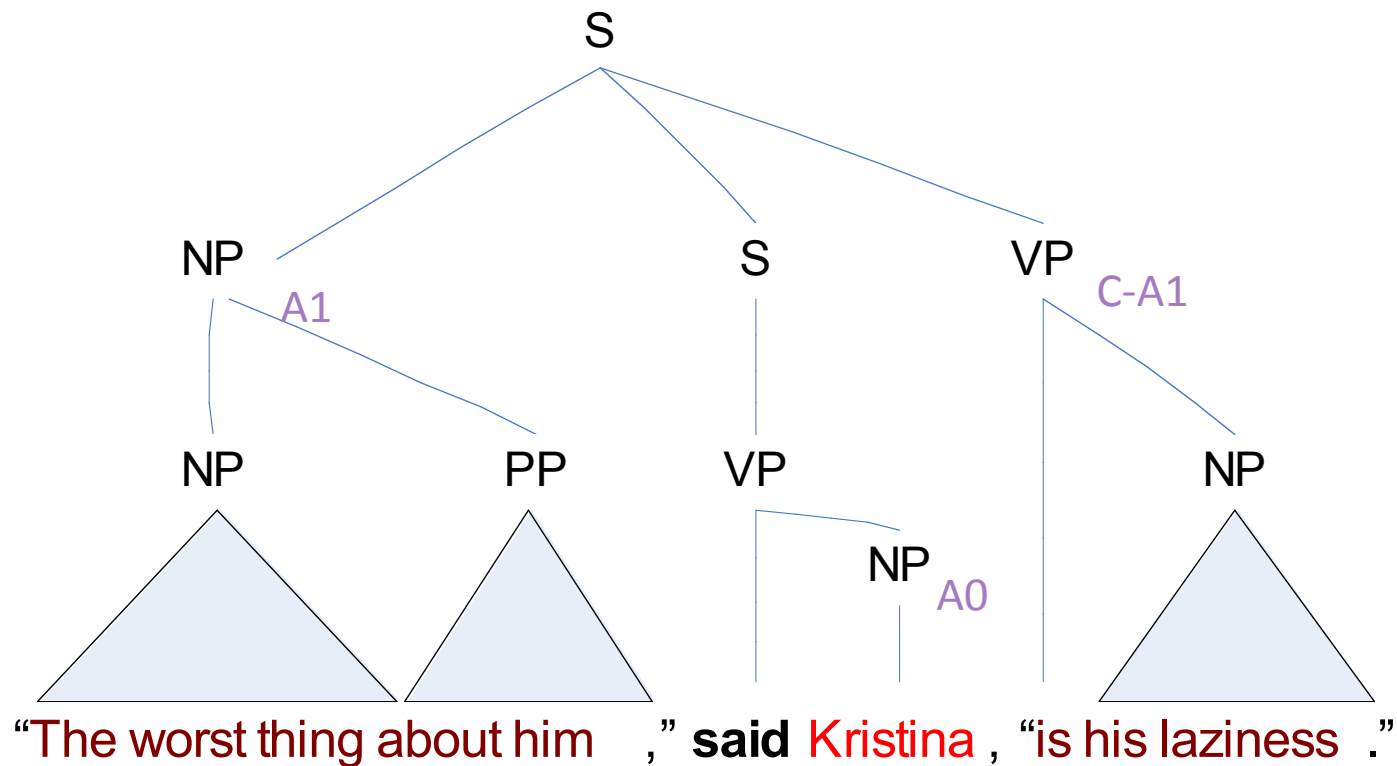 S
NP S VP
A1 C-A1
NP PP VP NP
NP
A0
“The worst thing about him ,” said Kristina , “is his laziness .”